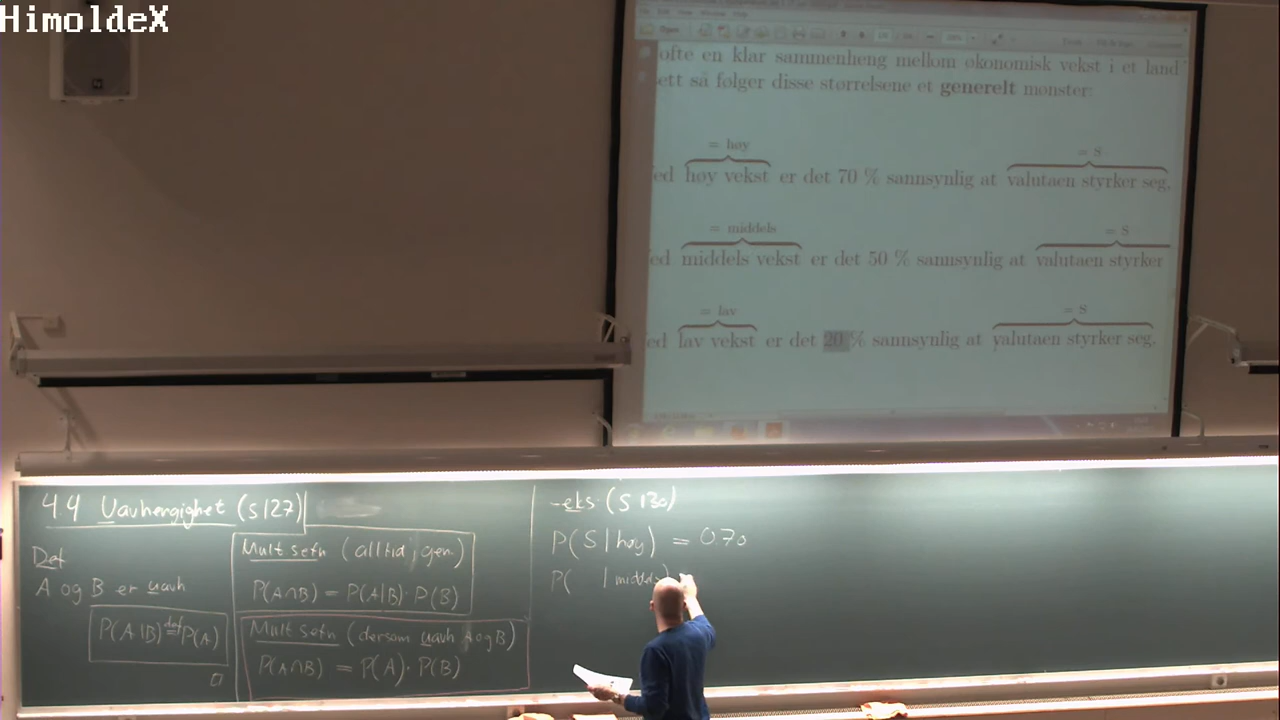 HimoldeX
ofte en klar sammenheng mellom økonomisk vekst i et land
ett så følger disse størrelsene et generelt mønster:
= høy
= S
ed høy vekst er det 70 % sannsynlig at valutaen styrker seg.
= middels
= S
ed middels vekst er det 50 % sannsynlig at valutaen styrker
= lav
= S
ed lav vekst er det 20 % sannsynlig at valutaen styrker seg.
4.4 Uavhengighet (s 127)
Def
A og B er uavh
P(A|B) def= P(A)
Mult setn (alltid, gen)
P(A∩B) = P(A|B) · P(B)
Mult setn (dersom uavh A og B)
P(A∩B) = P(A) · P(B)
-eks. (S 130)
P(S | høy) = 0.70
P( | middels)